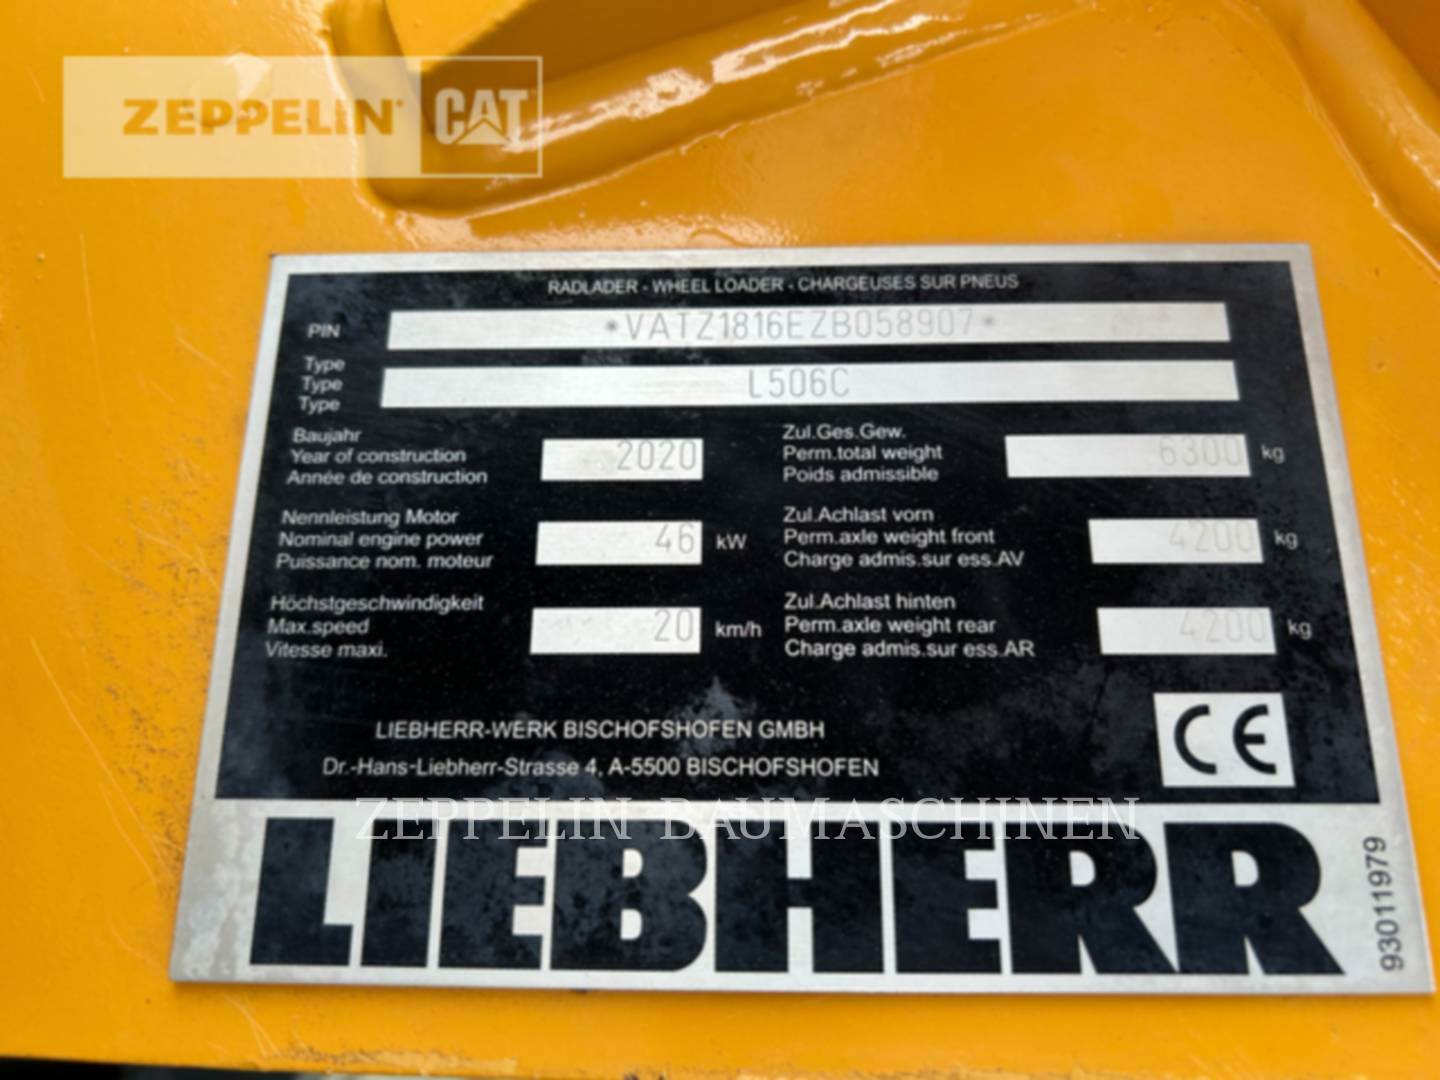 ZEPPELIN CAT
RADLADER - WHEEL LOADER - CHARGEUSES SUR PNEUS
PIN *VATZ1816EZB058907*
Type
Type L506C
Type
Baujahr
Year of construction 2020
Année de construction
Zul.Ges.Gew.
Perm.total weight 6300 kg
Poids admissible
Nennleistung Motor
Nominal engine power 46 kW
Puissance nom. moteur
Zul.Achlast vorn
Perm.axle weight front 4200 kg
Charge admis.sur ess.AV
Höchstgeschwindigkeit
Max.speed 20 km/h
Vitesse maxi.
Zul.Achlast hinten
Perm.axle weight rear 4200 kg
Charge admis.sur ess.AR
LIEBHERR-WERK BISCHOFSHOFEN GMBH
Dr.-Hans-Liebherr-Strasse 4, A-5500 BISCHOFSHOFEN
CE
ZEPPELIN BAUMASCHINEN
LIEBHERR
93011979